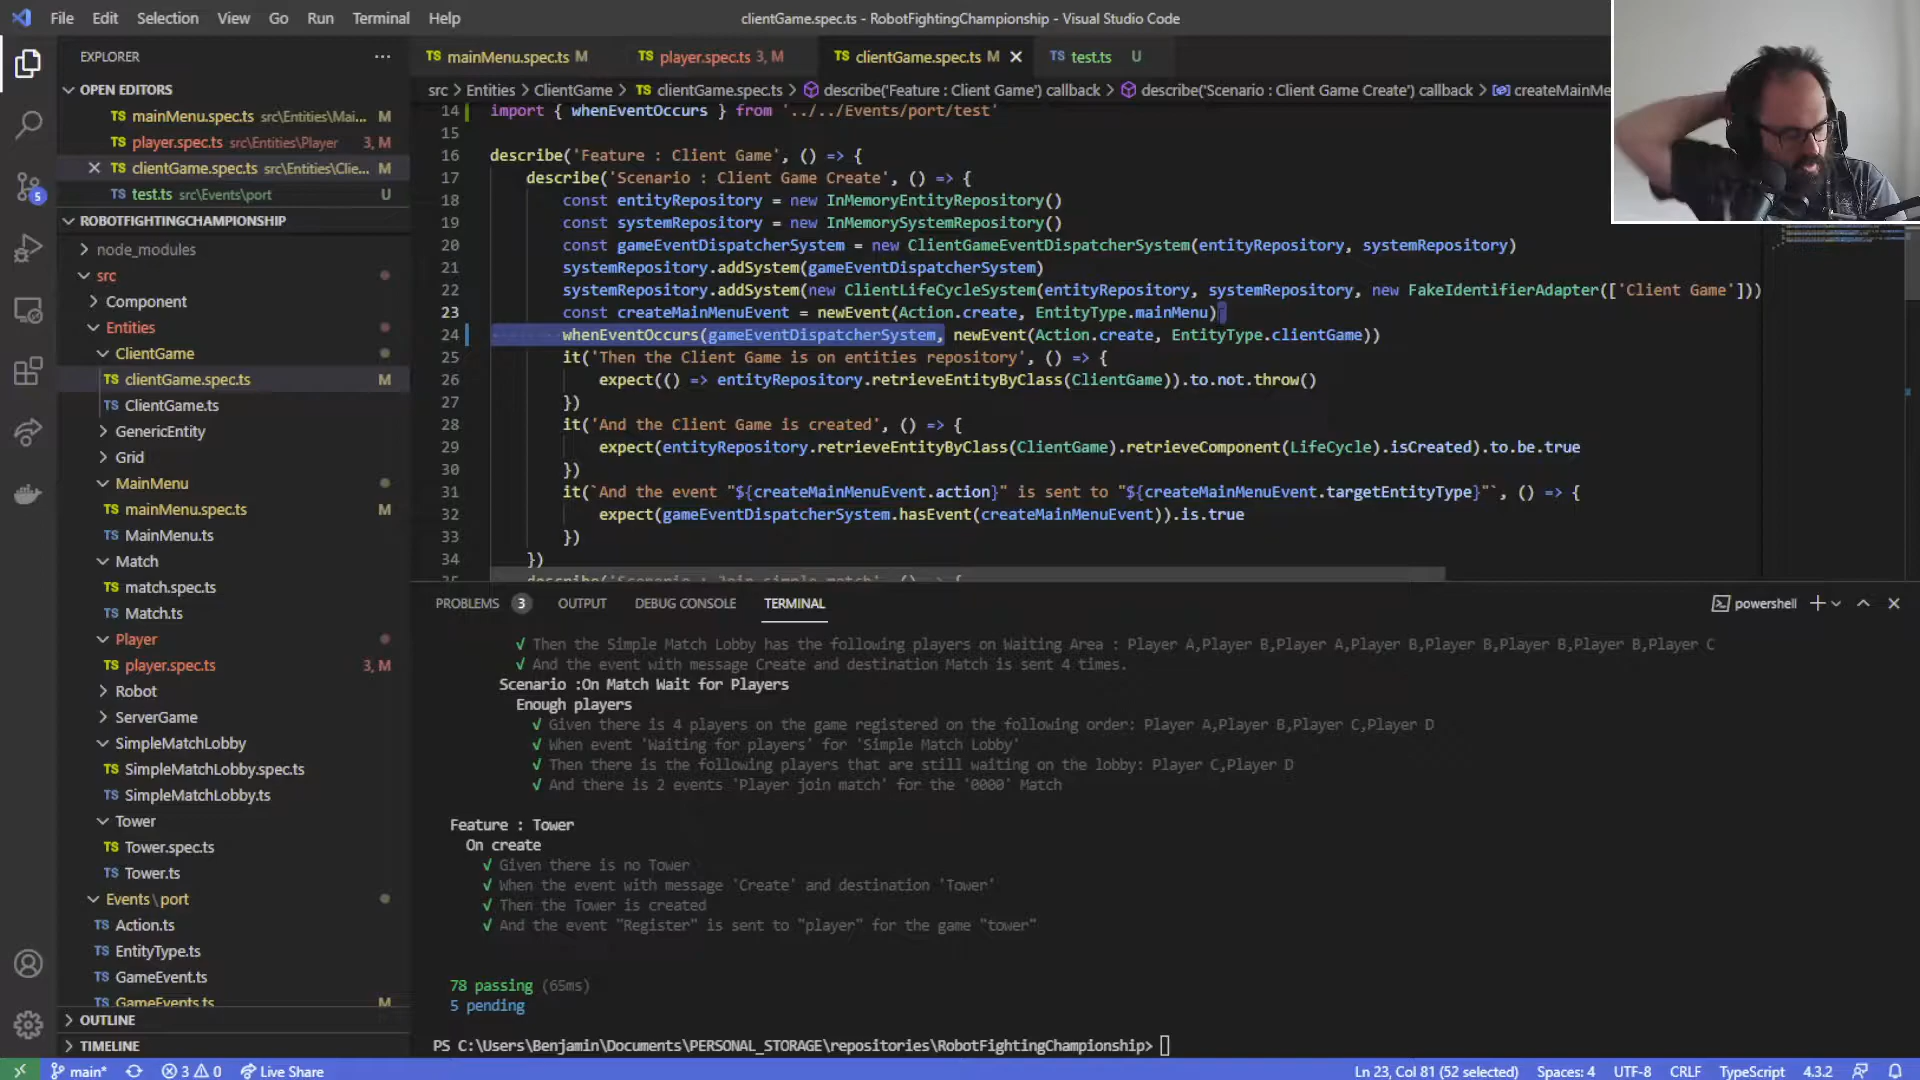 File Edit Selection View Go Run Terminal Help
clientGame.spec.ts - RobotFightingChampionship - Visual Studio Code
EXPLORER
TS mainMenu.spec.ts M
TS player.spec.ts 3, M
TS clientGame.spec.ts M
TS test.ts U
src > Entities > ClientGame > TS clientGame.spec.ts > describe('Feature : Client Game') callback > describe('Scenario : Client Game Create') callback > createMainMe
OPEN EDITORS
TS mainMenu.spec.ts src\Entities\Mai... M
TS player.spec.ts src\Entities\Player 3, M
TS clientGame.spec.ts src\Entities\Clie... M
TS test.ts src\Events\port U
ROBOTFIGHTINGCHAMPIONSHIP
node_modules
src
Component
Entities
ClientGame
TS clientGame.spec.ts M
TS ClientGame.ts
GenericEntity
Grid
MainMenu
TS mainMenu.spec.ts M
TS MainMenu.ts
Match
TS match.spec.ts
TS Match.ts
Player
TS player.spec.ts 3, M
Robot
ServerGame
SimpleMatchLobby
TS SimpleMatchLobby.spec.ts
TS SimpleMatchLobby.ts
Tower
TS Tower.spec.ts
TS Tower.ts
Events\port
TS Action.ts
TS EntityType.ts
TS GameEvent.ts
TS GameEvents.ts M
OUTLINE
TIMELINE
5
14 import { whenEventOccurs } from '../../Events/port/test'
15
16 describe('Feature : Client Game', () => {
17 describe('Scenario : Client Game Create', () => {
18 const entityRepository = new InMemoryEntityRepository()
19 const systemRepository = new InMemorySystemRepository()
20 const gameEventDispatcherSystem = new ClientGameEventDispatcherSystem(entityRepository, systemRepository)
21 systemRepository.addSystem(gameEventDispatcherSystem)
22 systemRepository.addSystem(new ClientLifeCycleSystem(entityRepository, systemRepository, new FakeIdentifierAdapter(['Client Game']))
23 const createMainMenuEvent = newEvent(Action.create, EntityType.mainMenu)
24 whenEventOccurs(gameEventDispatcherSystem, newEvent(Action.create, EntityType.clientGame))
25 it('Then the Client Game is on entities repository', () => {
26 expect(() => entityRepository.retrieveEntityByClass(ClientGame)).to.not.throw()
27 })
28 it('And the Client Game is created', () => {
29 expect(entityRepository.retrieveEntityByClass(ClientGame).retrieveComponent(LifeCycle).isCreated).to.be.true
30 })
31 it(`And the event "${createMainMenuEvent.action}" is sent to "${createMainMenuEvent.targetEntityType}"`, () => {
32 expect(gameEventDispatcherSystem.hasEvent(createMainMenuEvent)).is.true
33 })
34 })
describe('Scenario : Join simple match', () => {
PROBLEMS 3 OUTPUT DEBUG CONSOLE TERMINAL
powershell
√ Then the Simple Match Lobby has the following players on Waiting Area : Player A,Player B,Player A,Player B,Player B,Player B,Player B,Player C
√ And the event with message Create and destination Match is sent 4 times.
Scenario :On Match Wait for Players
Enough players
√ Given there is 4 players on the game registered on the following order: Player A,Player B,Player C,Player D
√ When event 'Waiting for players' for 'Simple Match Lobby'
√ Then there is the following players that are still waiting on the lobby: Player C,Player D
√ And there is 2 events 'Player join match' for the '0000' Match
Feature : Tower
On create
√ Given there is no Tower
√ When the event with message 'Create' and destination 'Tower'
√ Then the Tower is created
√ And the event "Register" is sent to "player" for the game "tower"
78 passing (65ms)
5 pending
PS C:\Users\Benjamin\Documents\PERSONAL_STORAGE\repositories\RobotFightingChampionship>
main* 3 0 Live Share
Ln 23, Col 81 (52 selected) Spaces: 4 UTF-8 CRLF TypeScript 4.3.2